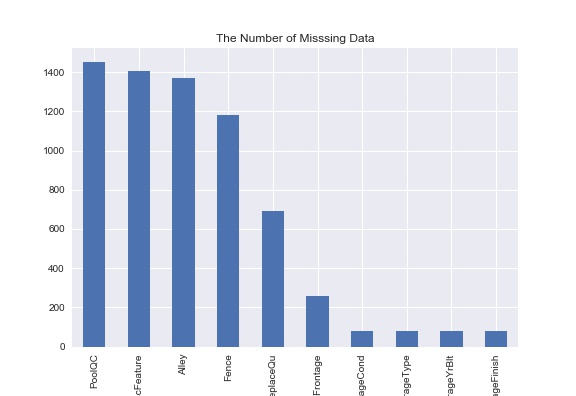 The Number of Misssing Data
1400
1200
1000
800
600
400
200
0
PoolQC
cFeature
Alley
Fence
eplaceQu
Frontage
ageCond
rageType
rageYrBlt
ageFinish